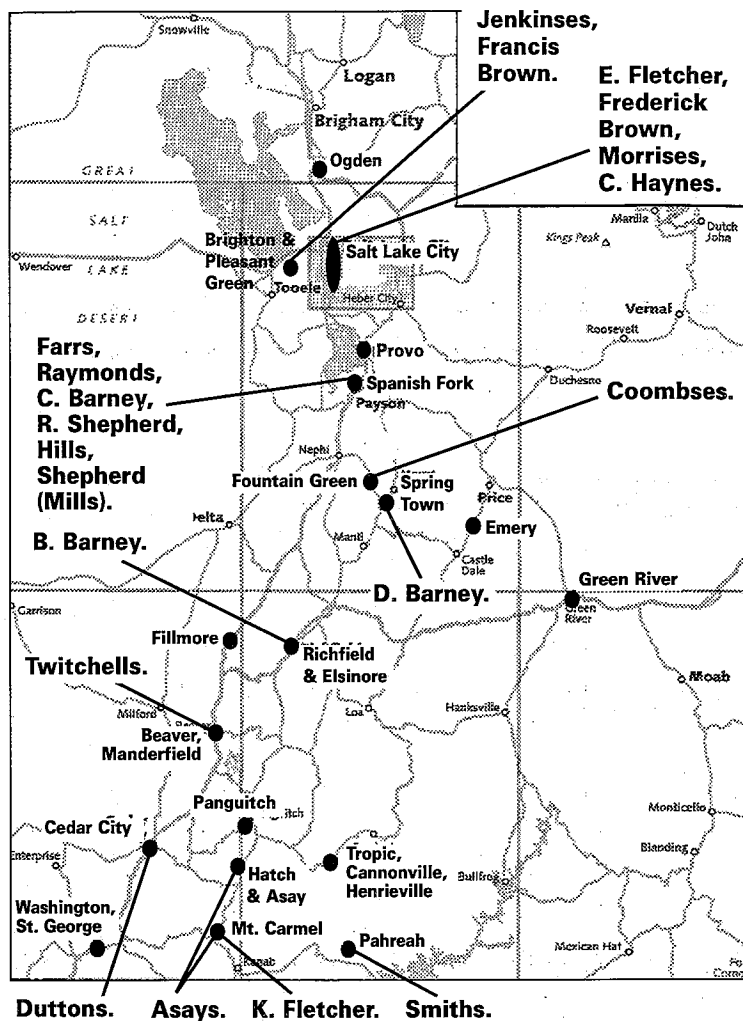 Jenkinses,
Francis
Brown.
E. Fletcher,
Frederick
Brown,
Morrises,
C. Haynes.
Snowville
Logan
Brigham City
Ogden
GREAT
SALT
LAKE
DESERT
Wendover
Brighton &
Pleasant
Green
Tooele
Salt Lake City
Heber City
Kings Peak
Manila
Dutch
John
Vernal
Roosevelt
Duchesne
Farrs,
Raymonds,
C. Barney,
R. Shepherd,
Hills,
Shepherd
(Mills).
Provo
Spanish Fork
Payson
Coombses.
Nephi
Fountain Green
Spring
Town
Price
Delta
Manti
Emery
Castle
Dale
B. Barney.
D. Barney.
Green River
Green
River
Garrison
Fillmore
Richfield
& Elsinore
Twitchells.
Milford
Beaver,
Manderfield
Loa
Hanksville
Moab
Panguitch
Cedar City
Enterprise
Hatch
& Asay
Tropic,
Cannonville,
Henrieville
Monticello
Blanding
Bullfrog
Washington,
St. George
Mt. Carmel
Kanab
Pahreah
Mexican Hat
Duttons.
Asays.
K. Fletcher.
Smiths.